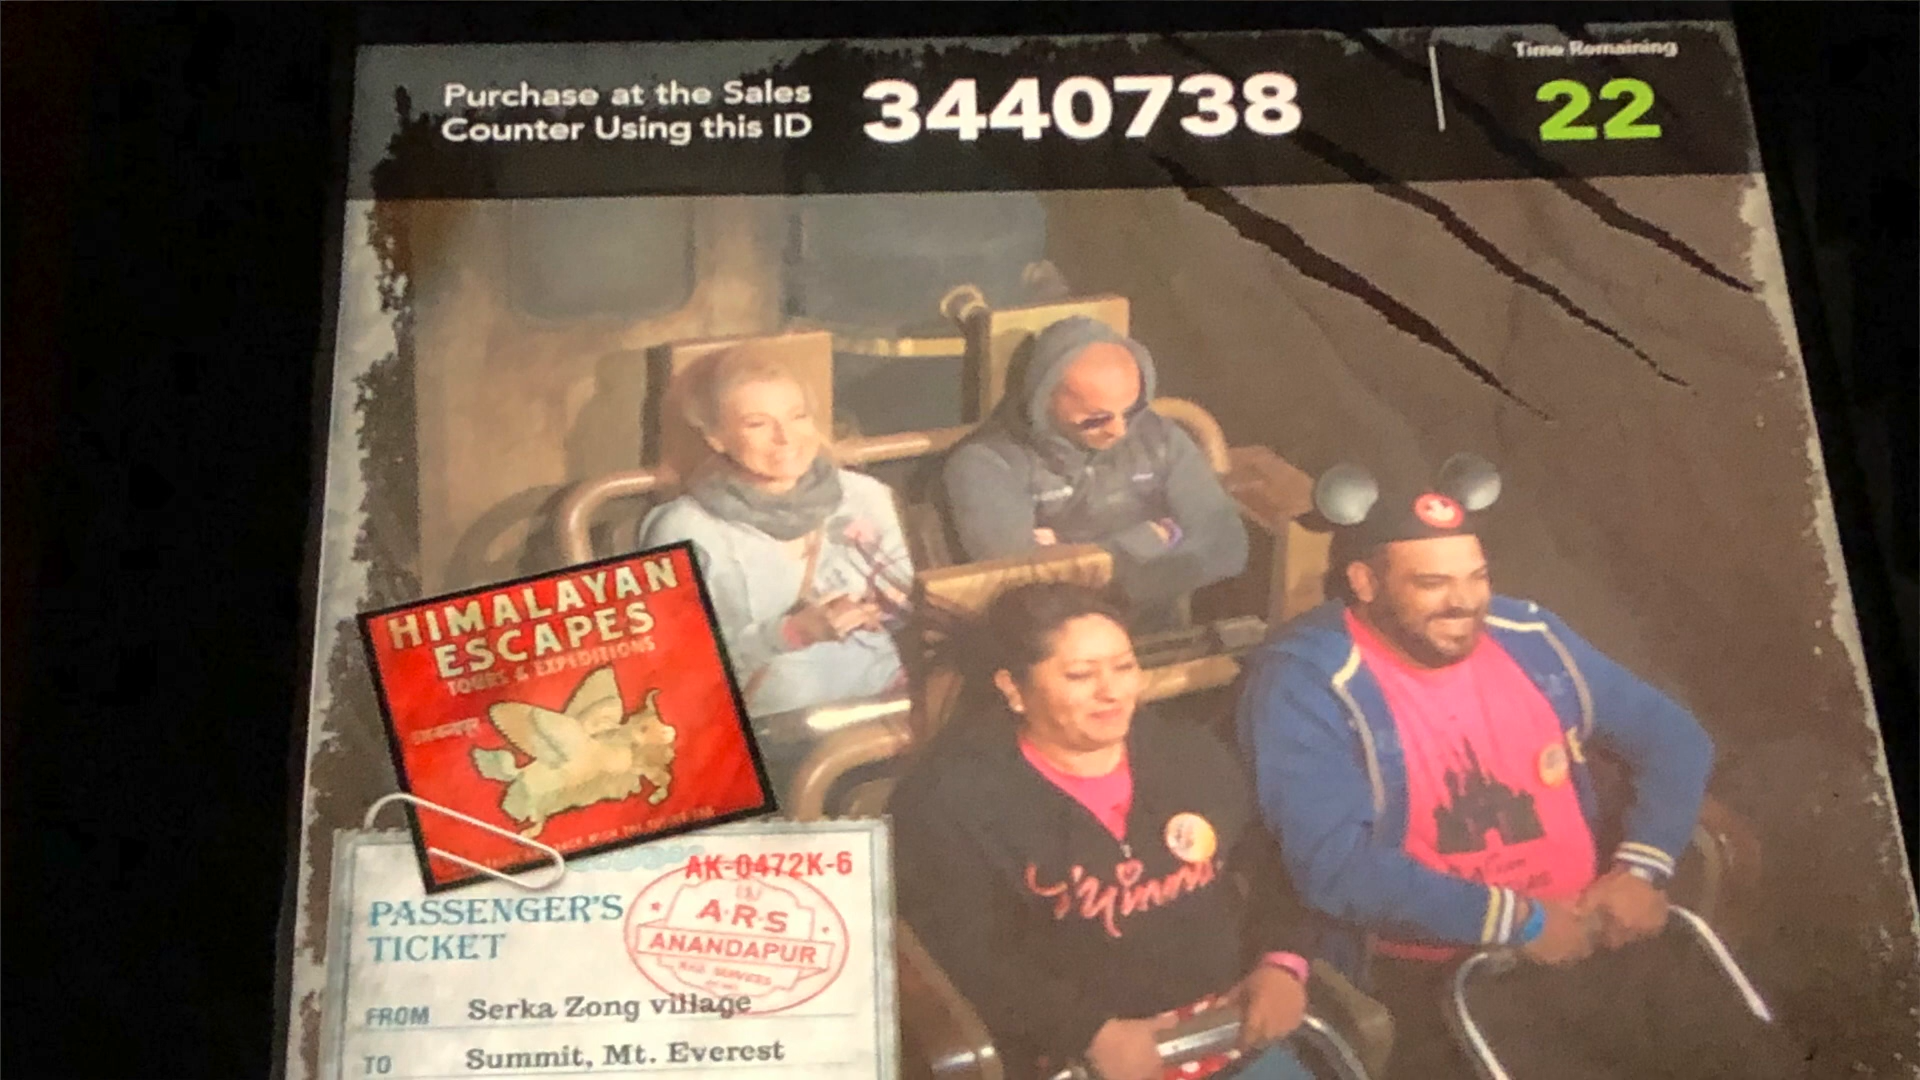 Time Remaining
Purchase at the Sales
Counter Using this ID
3440738
22
HIMALAYAN
ESCAPES
TOURS & EXPEDITIONS
AK-0472K-6
PASSENGER'S
TICKET
A·R·S
ANANDAPUR
FROM Serka Zong village
TO Summit, Mt. Everest